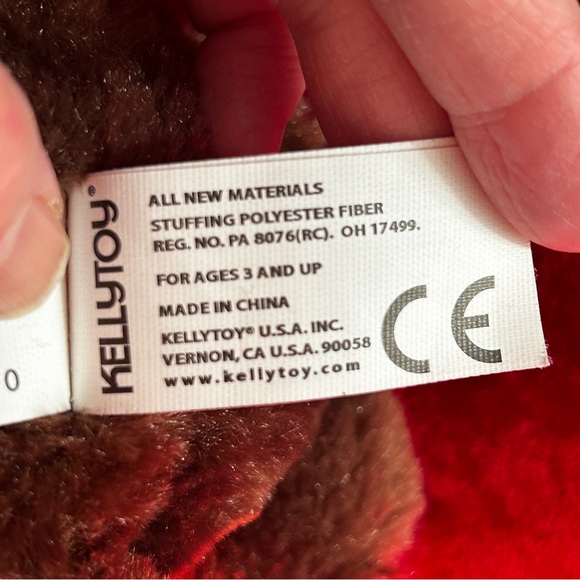 KELLYTOY®
ALL NEW MATERIALS
STUFFING POLYESTER FIBER
REG. NO. PA 8076(RC). OH 17499.
FOR AGES 3 AND UP
MADE IN CHINA
KELLYTOY® U.S.A. INC.
VERNON, CA U.S.A. 90058
www.kellytoy.com
CE
0